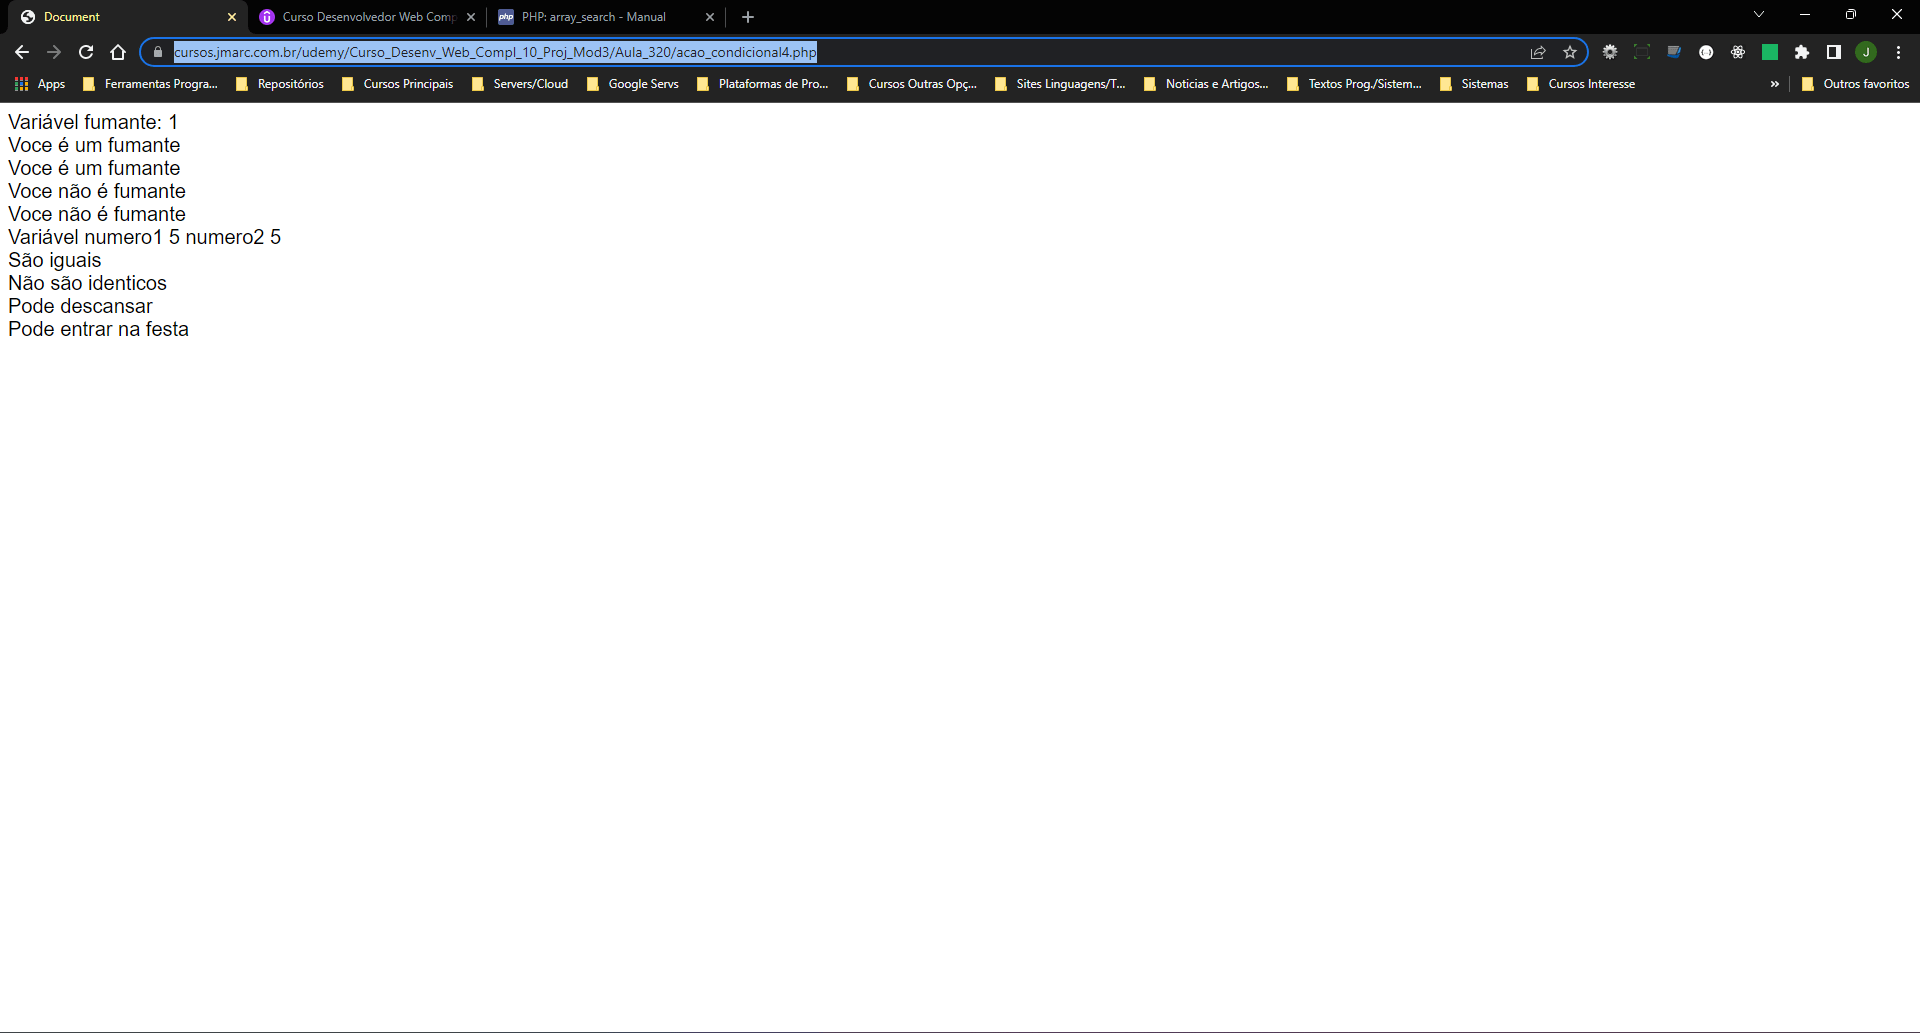 Document
Curso Desenvolvedor Web Comp
php PHP: array_search - Manual
cursos.jmarc.com.br/udemy/Curso_Desenv_Web_Compl_10_Proj_Mod3/Aula_320/acao_condicional4.php
J
Apps Ferramentas Progra... Repositórios Cursos Principais Servers/Cloud Google Servs Plataformas de Pro... Cursos Outras Opç... Sites Linguagens/T... Noticias e Artigos... Textos Prog./Sistem... Sistemas Cursos Interesse » Outros favoritos
Variável fumante: 1
Voce é um fumante
Voce é um fumante
Voce não é fumante
Voce não é fumante
Variável numero1 5 numero2 5
São iguais
Não são identicos
Pode descansar
Pode entrar na festa